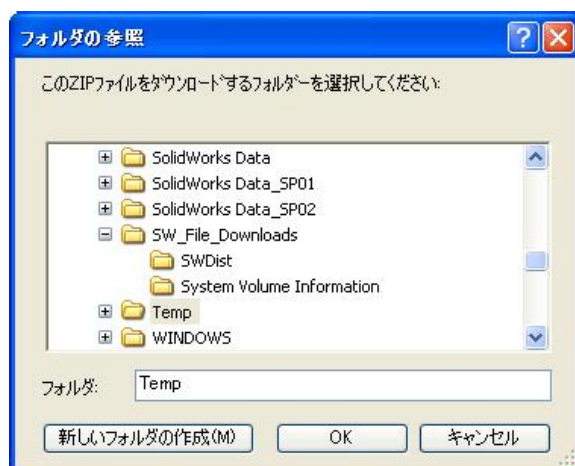 フォルダの参照
このZIPファイルをダウンロードするフォルダーを選択してください:
SolidWorks Data
SolidWorks Data_SP01
SolidWorks Data_SP02
SW_File_Downloads
SWDist
System Volume Information
Temp
WINDOWS
フォルダ: Temp
新しいフォルダの作成(M) OK キャンセル